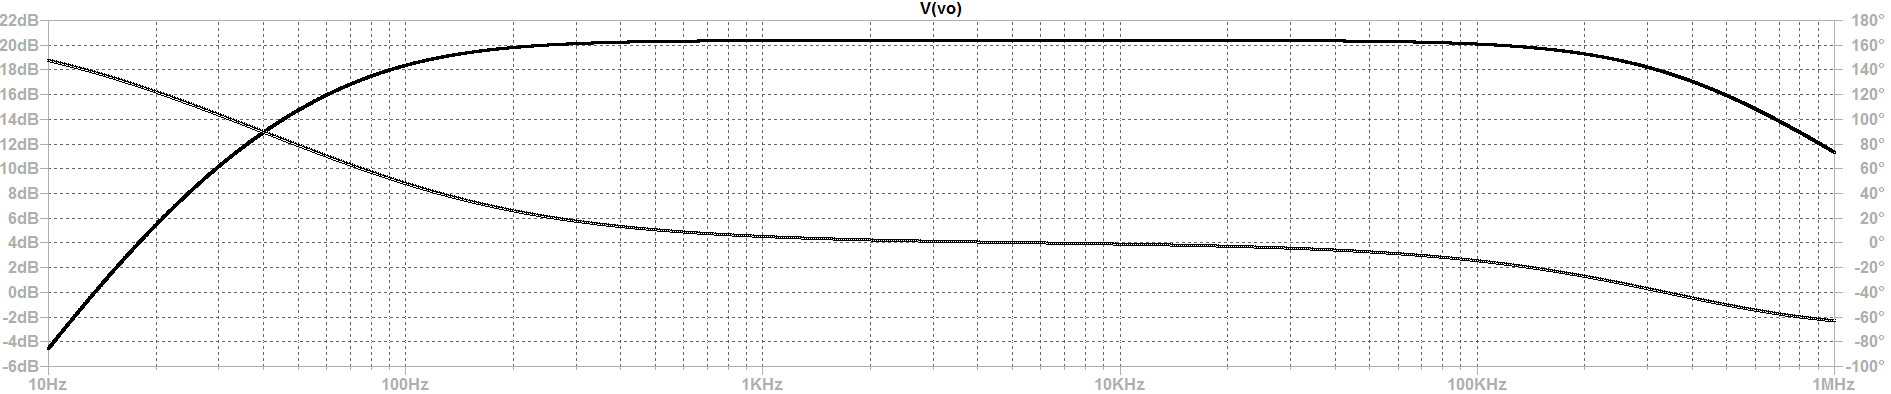 V(vo)
22dB 180°
20dB 160°
18dB 140°
16dB 120°
14dB 100°
12dB 80°
10dB 60°
8dB 40°
6dB 20°
4dB 0°
2dB -20°
0dB -40°
-2dB -60°
-4dB -80°
-6dB -100°
10Hz 100Hz 1KHz 10KHz 100KHz 1MHz